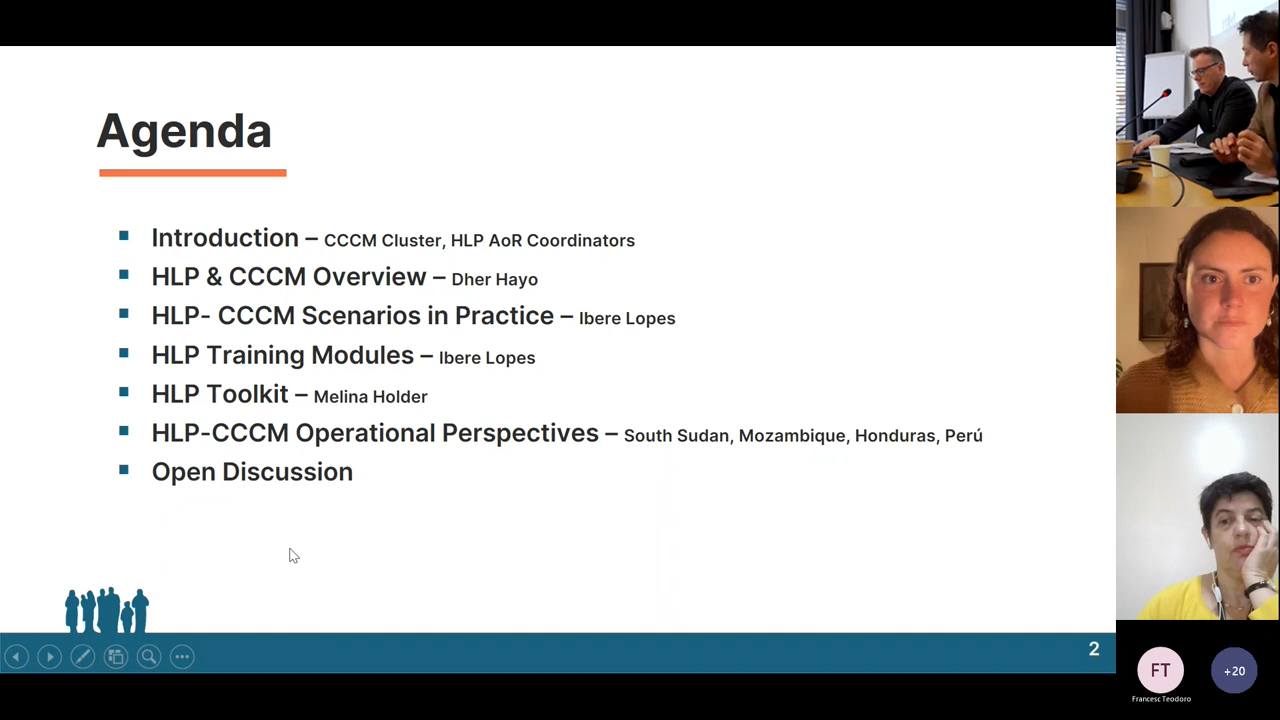 Agenda
Introduction – CCCM Cluster, HLP AoR Coordinators
HLP & CCCM Overview – Dher Hayo
HLP- CCCM Scenarios in Practice – Ibere Lopes
HLP Training Modules – Ibere Lopes
HLP Toolkit – Melina Holder
HLP-CCCM Operational Perspectives – South Sudan, Mozambique, Honduras, Perú
Open Discussion
2
FT
+20
Francesc Teodoro